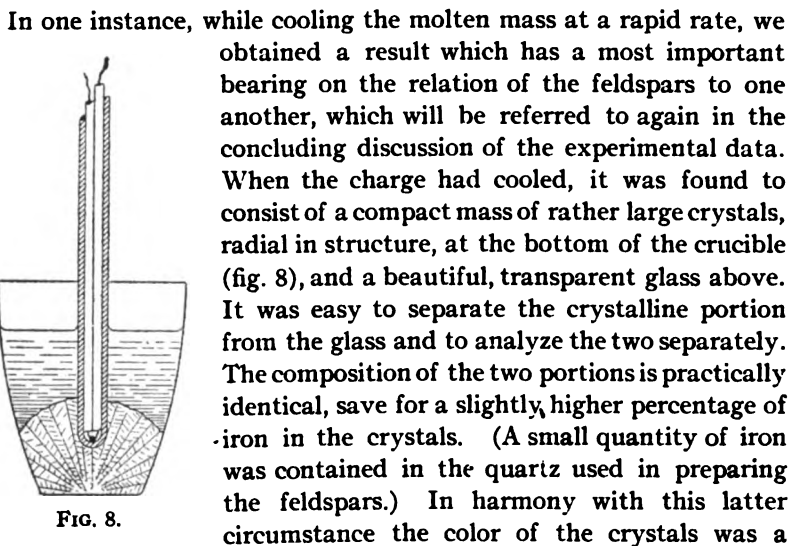 In one instance, while cooling the molten mass at a rapid rate, we
obtained a result which has a most important
bearing on the relation of the feldspars to one
another, which will be referred to again in the
concluding discussion of the experimental data.
When the charge had cooled, it was found to
consist of a compact mass of rather large crystals,
radial in structure, at the bottom of the crucible
(fig. 8), and a beautiful, transparent glass above.
It was easy to separate the crystalline portion
from the glass and to analyze the two separately.
The composition of the two portions is practically
identical, save for a slightly higher percentage of
iron in the crystals. (A small quantity of iron
was contained in the quartz used in preparing
the feldspars.) In harmony with this latter
circumstance the color of the crystals was a
FIG. 8.